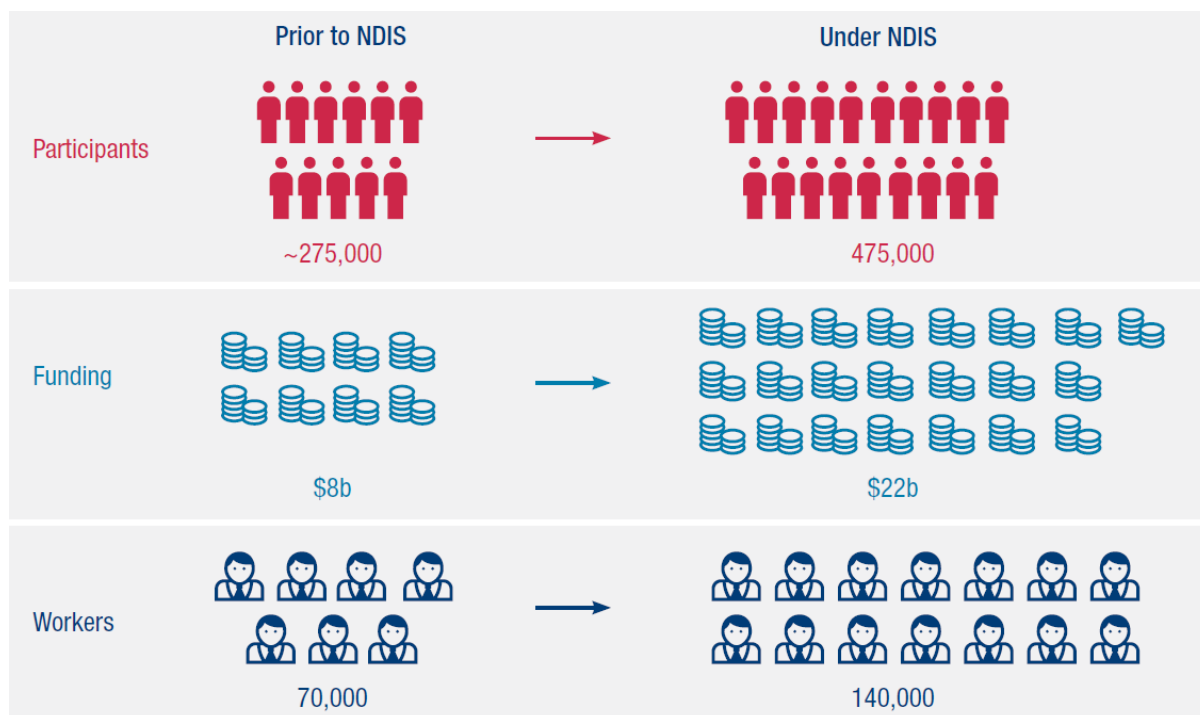 Prior to NDIS
Under NDIS
Participants
~275,000
475,000
Funding
$8b
$22b
Workers
70,000
140,000